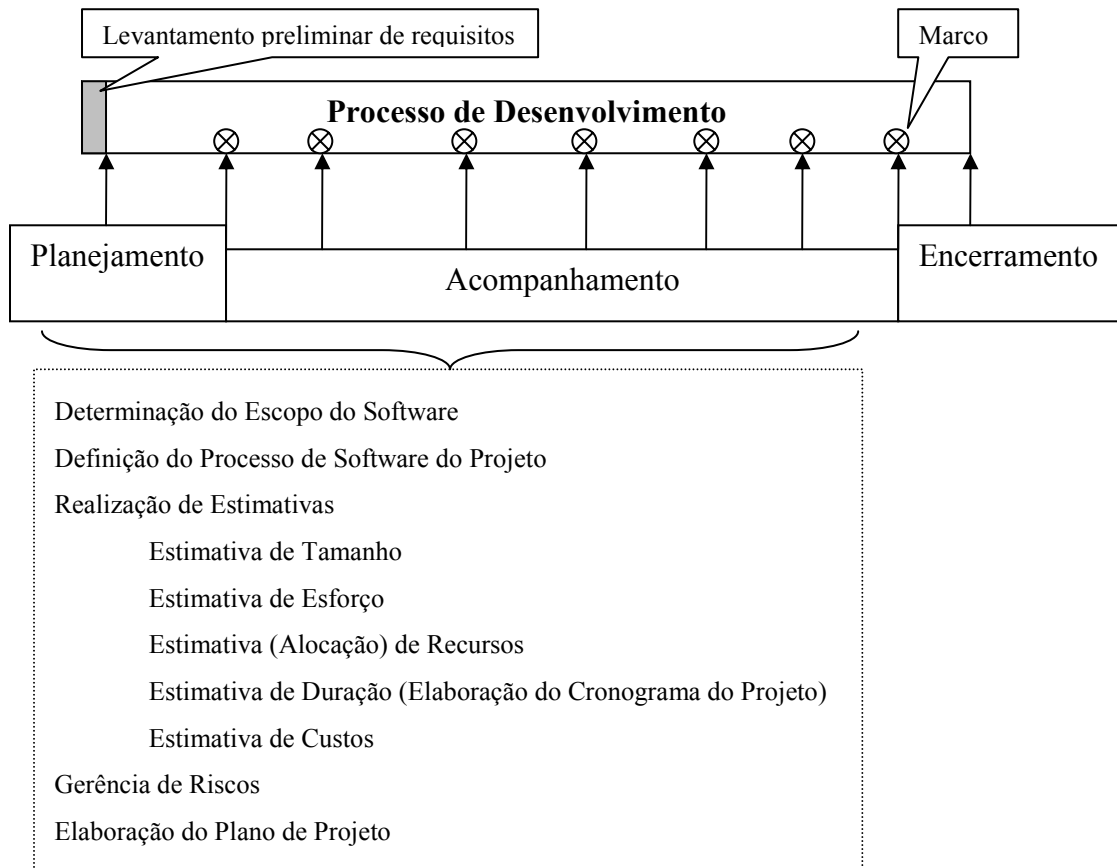 Levantamento preliminar de requisitos
Marco
Processo de Desenvolvimento
Planejamento
Acompanhamento
Encerramento
Determinação do Escopo do Software
Definição do Processo de Software do Projeto
Realização de Estimativas
Estimativa de Tamanho
Estimativa de Esforço
Estimativa (Alocação) de Recursos
Estimativa de Duração (Elaboração do Cronograma do Projeto)
Estimativa de Custos
Gerência de Riscos
Elaboração do Plano de Projeto